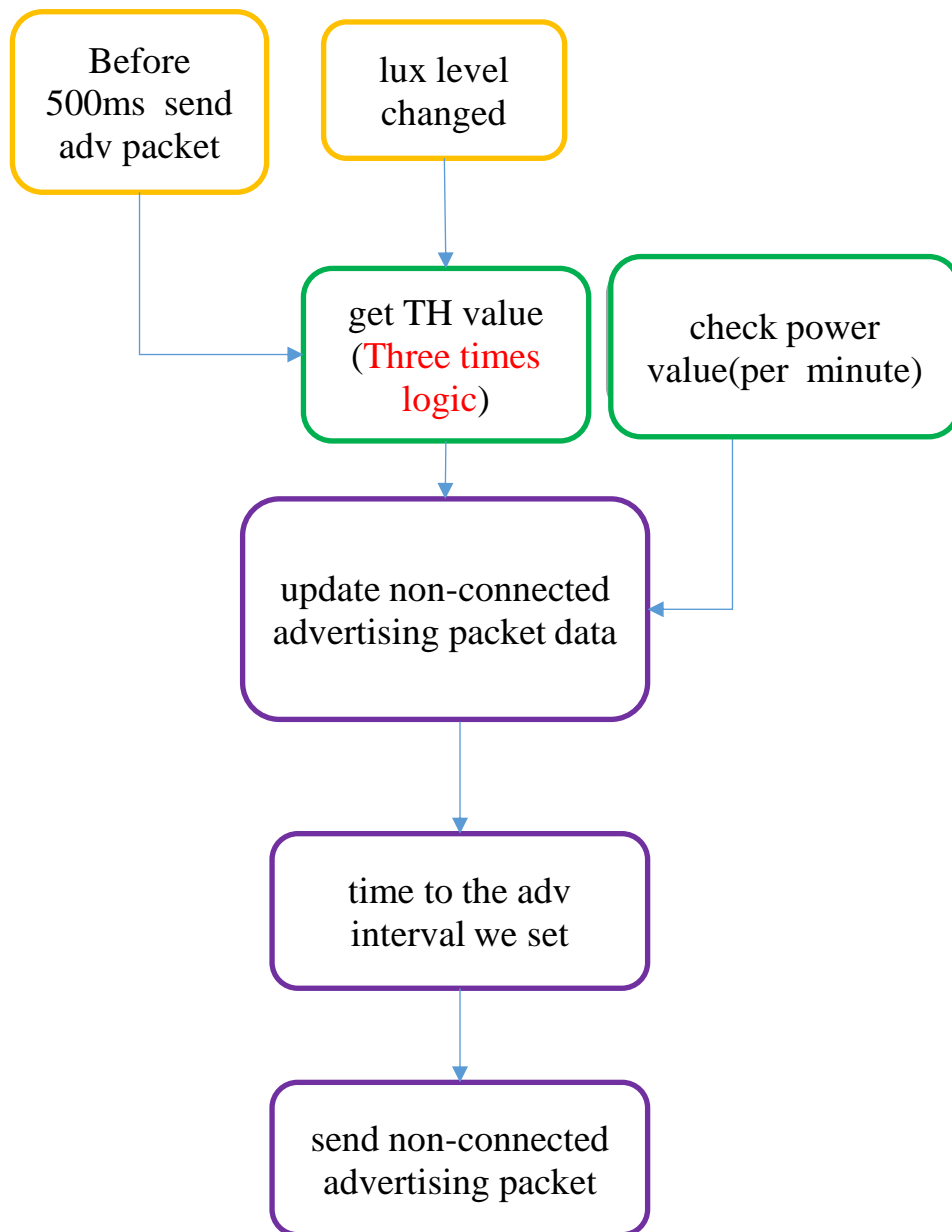 Before
500ms  send
adv packet
lux level
changed
get TH value
(Three times
logic)
check power
value(per  minute)
update non-connected
advertising packet data
time to the adv
interval we set
send non-connected
advertising packet